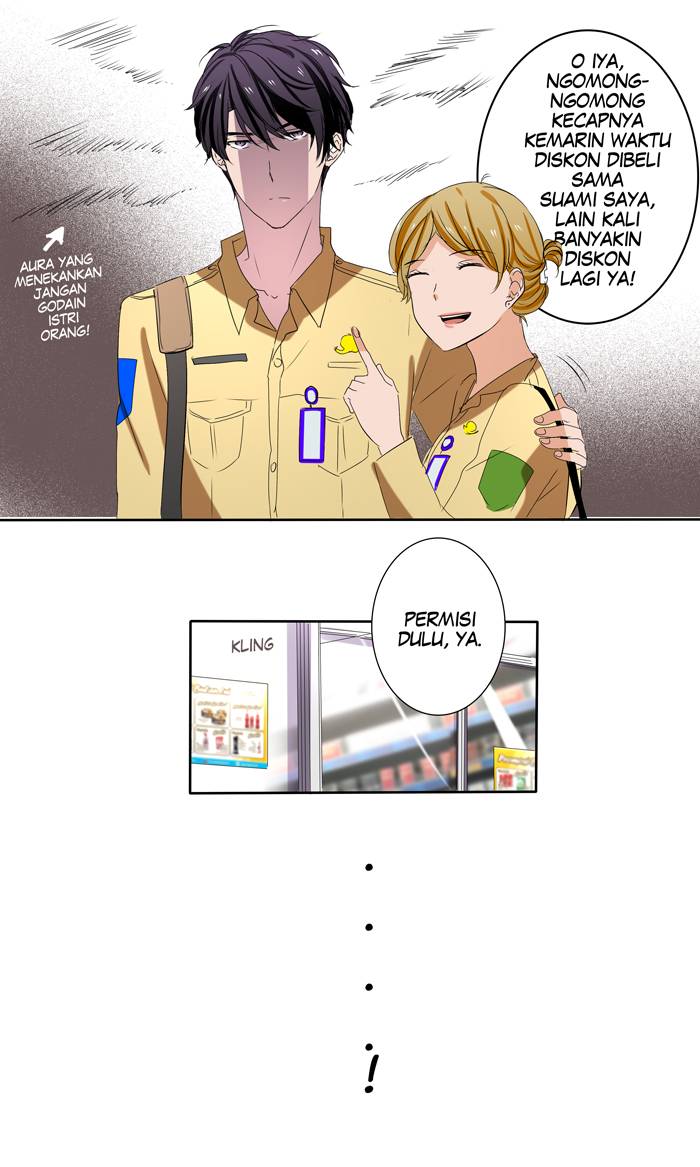 O IYA,
NGOMONG-
NGOMONG
KECAPNYA
KEMARIN WAKTU
DISKON DIBELI
SAMA
SUAMI SAYA,
LAIN KALI
BANYAKIN
DISKON
LAGI YA!
AURA YANG
MENEKANKAN
JANGAN
GODAIN
ISTRI
ORANG!
PERMISI
DULU, YA.
KLING
.
.
.
.
!